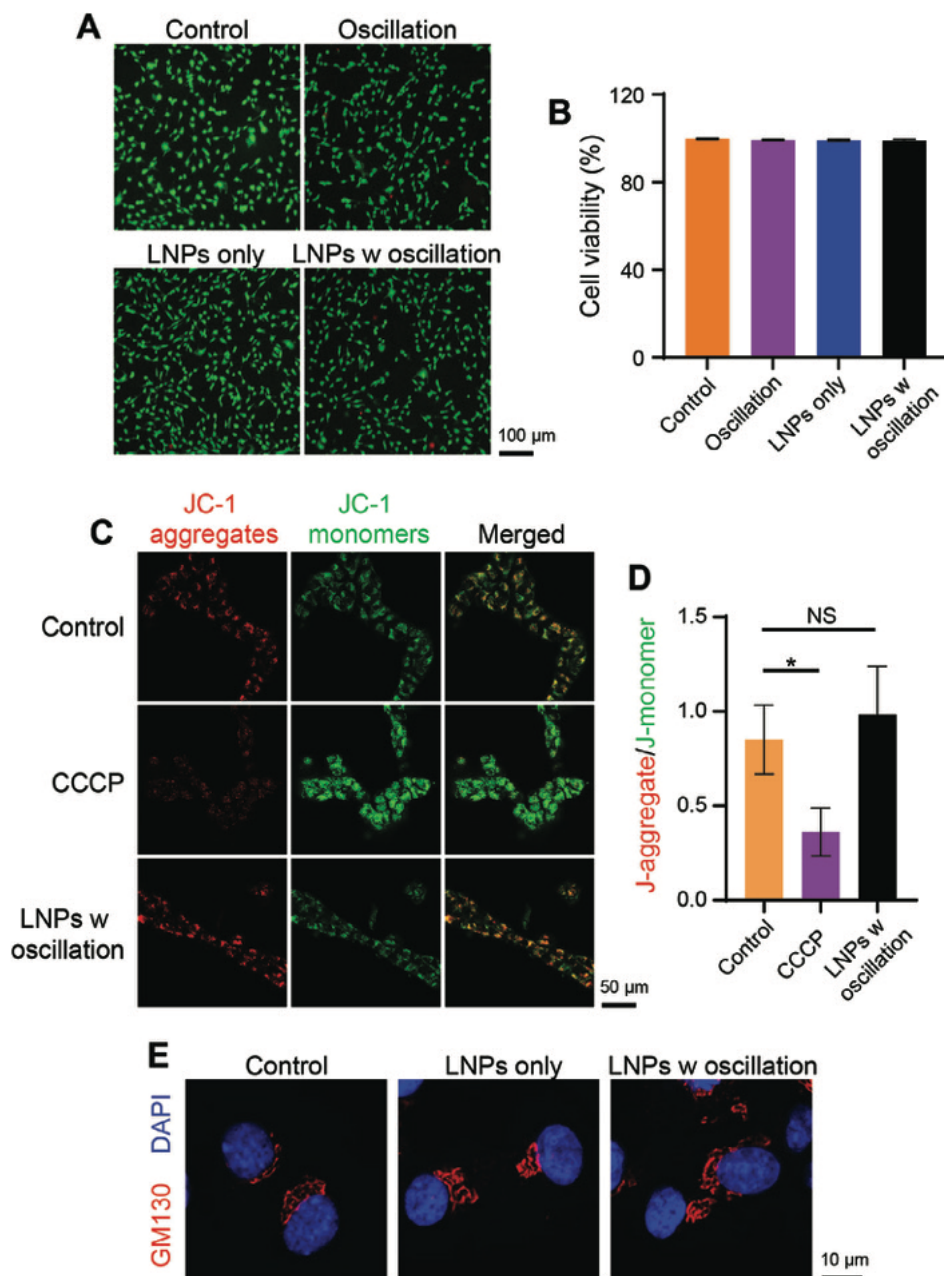 A
Control
Oscillation
LNPs only
LNPs w oscillation
100 µm
B
Cell viability (%)
120
80
40
0
Control
Oscillation
LNPs only
LNPs w
oscillation
C
JC-1
aggregates
JC-1
monomers
Merged
Control
CCCP
LNPs w
oscillation
50 µm
D
J-aggregate/J-monomer
1.5
1.0
0.5
0.0
NS
*
Control
CCCP
LNPs w
oscillation
E
Control
LNPs only
LNPs w oscillation
GM130 DAPI
10 µm